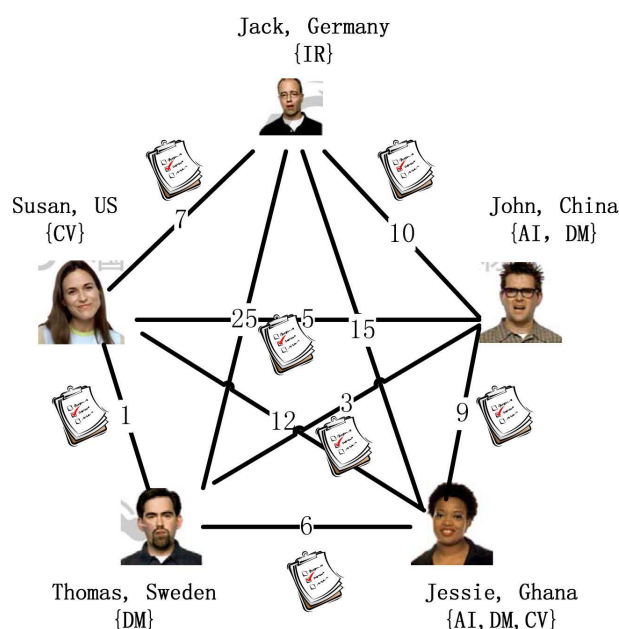 Jack, Germany
{IR}
Susan, US
{CV}
7
John, China
{AI, DM}
10
25
5
15
1
12
3
9
6
Thomas, Sweden
{DM}
Jessie, Ghana
{AI,DM,CV}